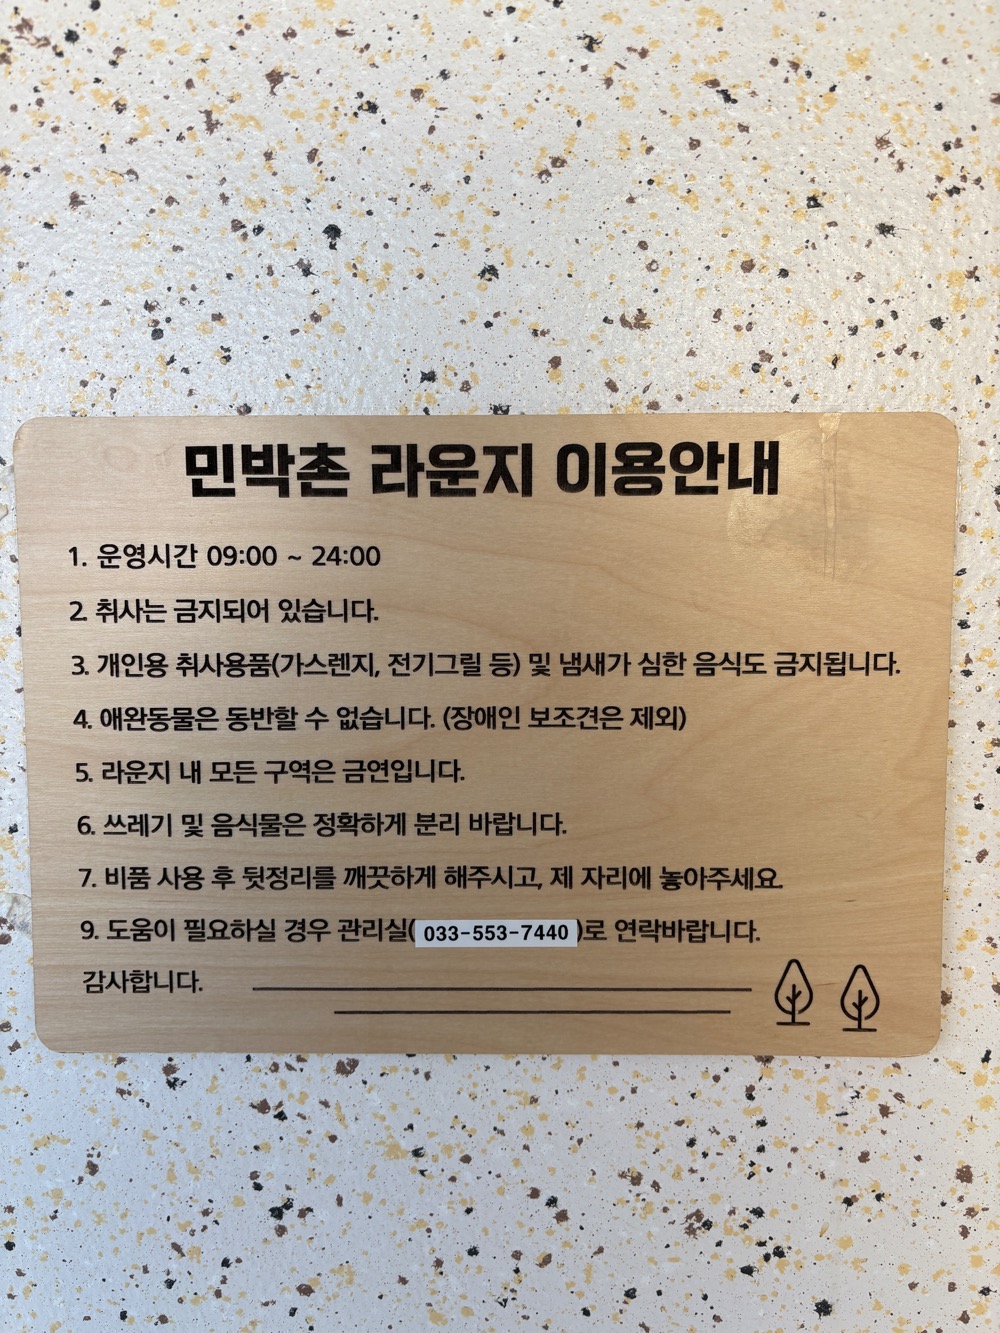 민박촌 라운지 이용안내
1. 운영시간 09:00 ~ 24:00
2. 취사는 금지되어 있습니다.
3. 개인용 취사용품(가스렌지, 전기그릴 등) 및 냄새가 심한 음식도 금지됩니다.
4. 애완동물은 동반할 수 없습니다. (장애인 보조견은 제외)
5. 라운지 내 모든 구역은 금연입니다.
6. 쓰레기 및 음식물은 정확하게 분리 바랍니다.
7. 비품 사용 후 뒷정리를 깨끗하게 해주시고, 제 자리에 놓아주세요.
9. 도움이 필요하실 경우 관리실(033-553-7440)로 연락바랍니다.
감사합니다.